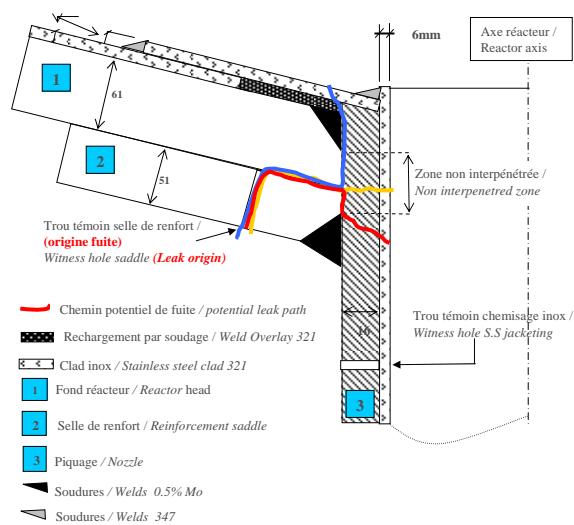 6mm
Axe réacteur /
Reactor axis
1
61
2
51
Zone non interpénétrée /
Non interpenetred zone
Trou témoin selle de renfort /
(origine fuite)
Witness hole saddle (Leak origin)
Chemin potentiel de fuite / potential leak path
Rechargement par soudage / Weld Overlay 321
Clad inox / Stainless steel clad 321
1 Fond réacteur / Reactor head
2 Selle de renfort / Reinforcement saddle
3 Piquage / Nozzle
Soudures / Welds 0.5% Mo
Soudures / Welds 347
16
Trou témoin chemisage inox /
Witness hole S.S jacketing
3